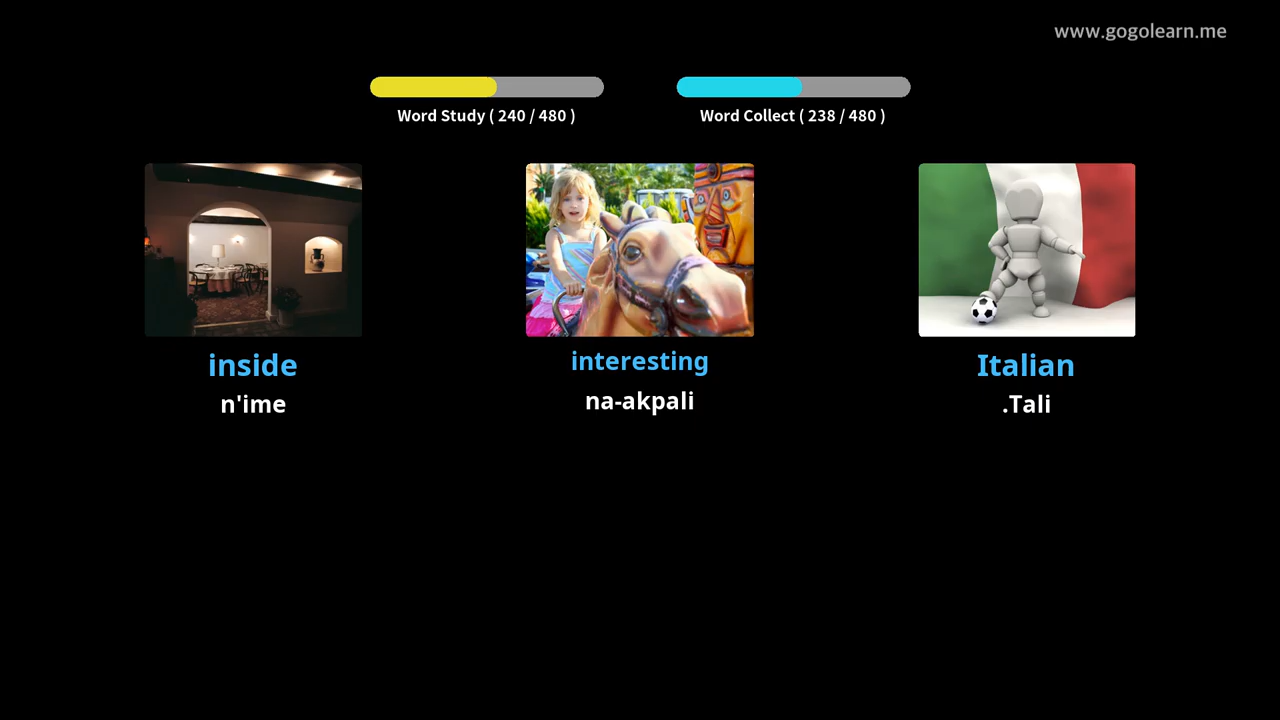 www.gogolearn.me
Word Study ( 240 / 480 )
Word Collect ( 238 / 480 )
inside
interesting
Italian
n'ime
na-akpali
.Tali